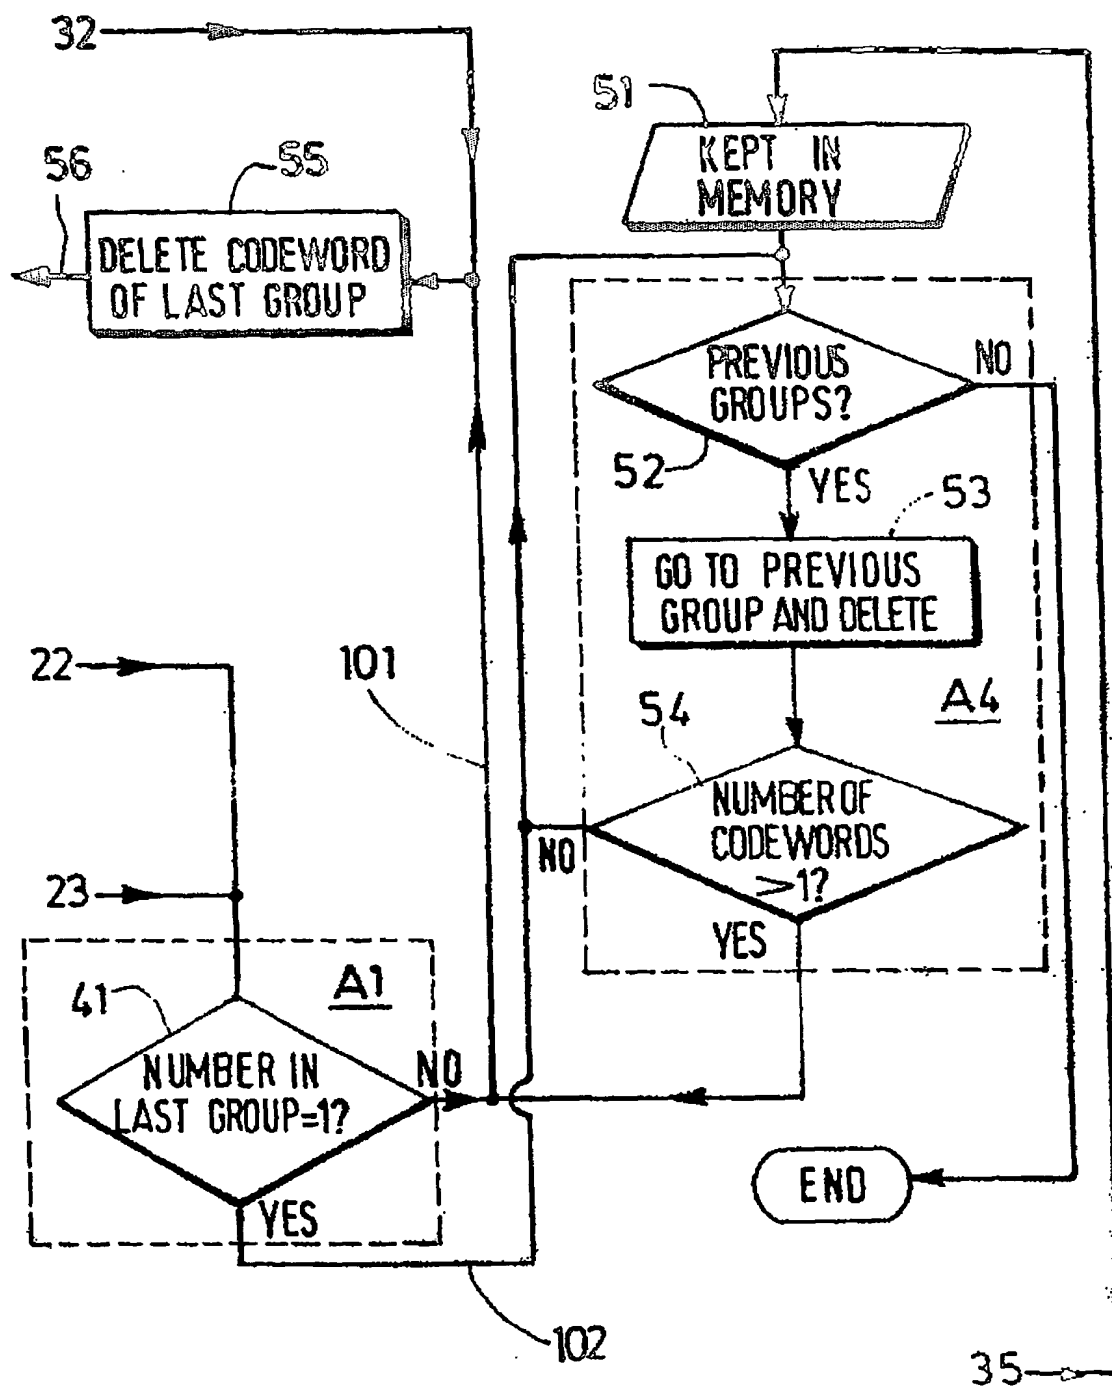 32
51
KEPT IN
MEMORY
56
55
DELETE CODEWORD
OF LAST GROUP
PREVIOUS
GROUPS?
NO
52
YES
53
GO TO PREVIOUS
GROUP AND DELETE
22
101
54
A4
NUMBER OF
CODEWORDS
>1?
NO
YES
23
A1
41
NUMBER IN
LAST GROUP=1?
NO
YES
END
102
35